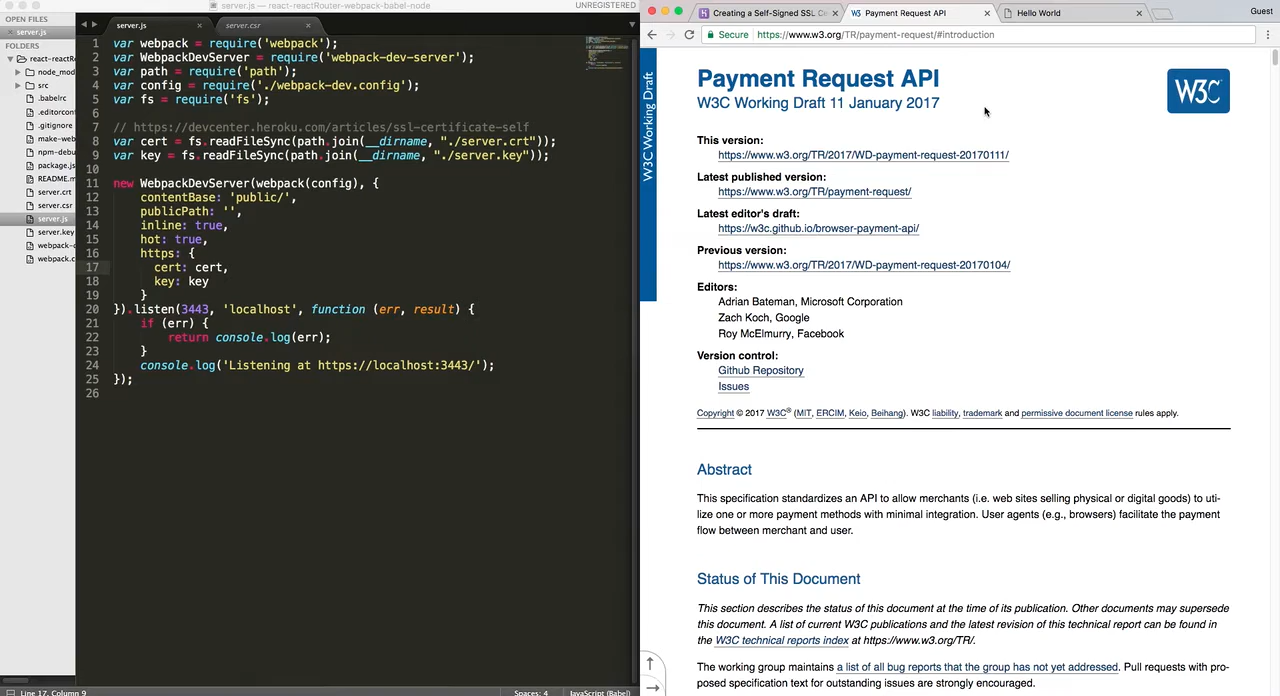 server.js — react-reactRouter-webpack-babel-node
UNREGISTERED
OPEN FILES
server.js
FOLDERS
react-reactRo
node_mod
src
.babelrc
.editorconf
.gitignore
make-web
npm-debu
package.js
README.m
server.crt
server.csr
server.js
server.key
webpack-d
webpack.c
server.js
server.csr
1 var webpack = require('webpack');
2 var WebpackDevServer = require('webpack-dev-server');
3 var path = require('path');
4 var config = require('./webpack-dev.config');
5 var fs = require('fs');
6
7 // https://devcenter.heroku.com/articles/ssl-certificate-self
8 var cert = fs.readFileSync(path.join(__dirname, "./server.crt"));
9 var key = fs.readFileSync(path.join(__dirname, "./server.key"));
10
11 new WebpackDevServer(webpack(config), {
12 contentBase: 'public/',
13 publicPath: '',
14 inline: true,
15 hot: true,
16 https: {
17 cert: cert,
18 key: key
19 }
20 }).listen(3443, 'localhost', function (err, result) {
21 if (err) {
22 return console.log(err);
23 }
24 console.log('Listening at https://localhost:3443/');
25 });
26
Line 17, Column 9
Spaces: 4
JavaScript (Babel)
Creating a Self-Signed SSL C
Payment Request API
Hello World
Guest
Secure https://www.w3.org/TR/payment-request/#introduction
W3C Working Draft
Payment Request API
W3C
W3C Working Draft 11 January 2017
This version:
https://www.w3.org/TR/2017/WD-payment-request-20170111/
Latest published version:
https://www.w3.org/TR/payment-request/
Latest editor's draft:
https://w3c.github.io/browser-payment-api/
Previous version:
https://www.w3.org/TR/2017/WD-payment-request-20170104/
Editors:
Adrian Bateman, Microsoft Corporation
Zach Koch, Google
Roy McElmurry, Facebook
Version control:
Github Repository
Issues
Copyright © 2017 W3C® (MIT, ERCIM, Keio, Beihang). W3C liability, trademark and permissive document license rules apply.
Abstract
This specification standardizes an API to allow merchants (i.e. web sites selling physical or digital goods) to uti-
lize one or more payment methods with minimal integration. User agents (e.g., browsers) facilitate the payment
flow between merchant and user.
Status of This Document
This section describes the status of this document at the time of its publication. Other documents may supersede
this document. A list of current W3C publications and the latest revision of this technical report can be found in
the W3C technical reports index at https://www.w3.org/TR/.
The working group maintains a list of all bug reports that the group has not yet addressed. Pull requests with pro-
posed specification text for outstanding issues are strongly encouraged.